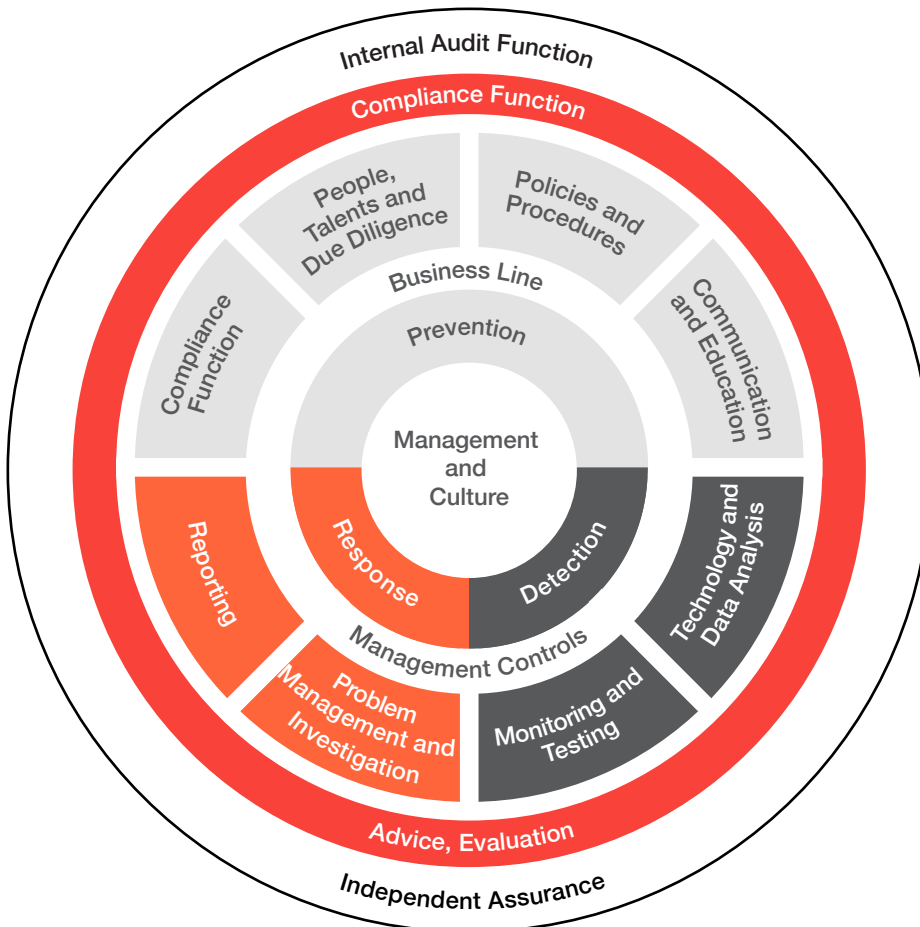 Internal Audit Function
Compliance Function
People,
Talents and
Due Diligence
Policies and
Procedures
Compliance
Function
Business Line
Communication
and Education
Prevention
Management
and
Culture
Reporting
Response
Detection
Technology and
Data Analysis
Management Controls
Problem
Management and
Investigation
Monitoring and
Testing
Advice, Evaluation
Independent Assurance